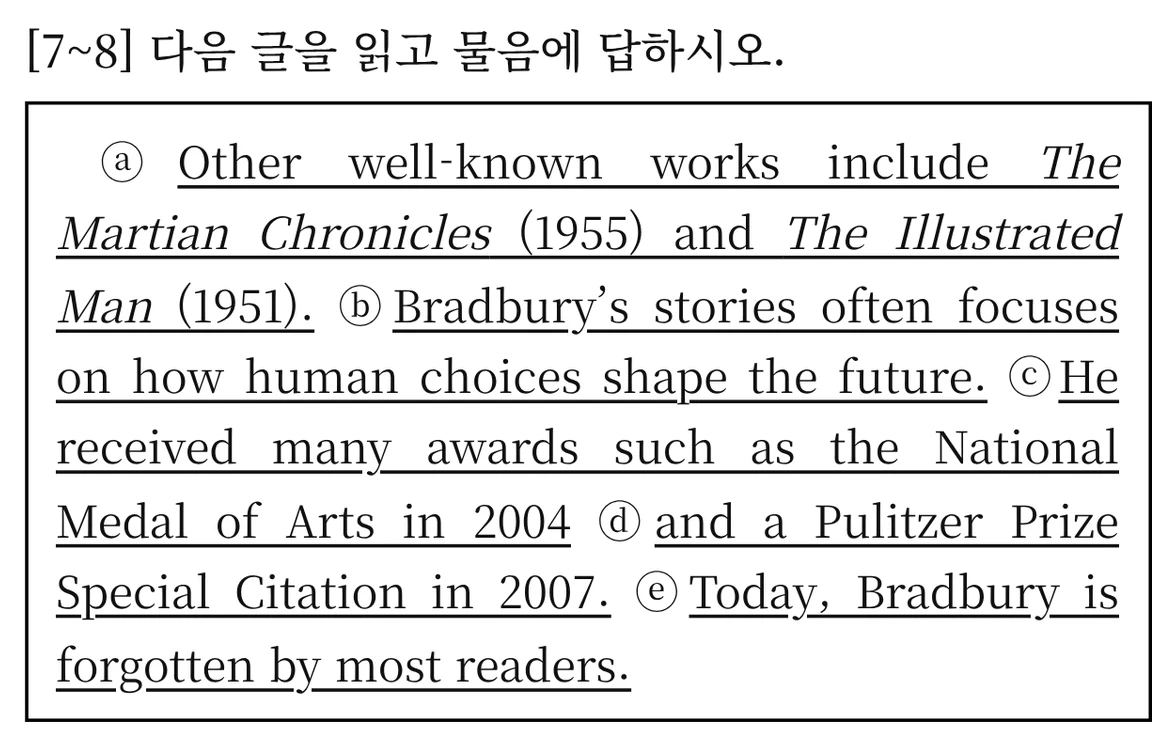 [7~8] 다음 글을 읽고 물음에 답하시오.
ⓐ Other well-known works include The
Martian Chronicles (1955) and The Illustrated
Man (1951). ⓑ Bradbury’s stories often focuses
on how human choices shape the future. ⓒ He
received many awards such as the National
Medal of Arts in 2004 ⓓ and a Pulitzer Prize
Special Citation in 2007. ⓔ Today, Bradbury is
forgotten by most readers.